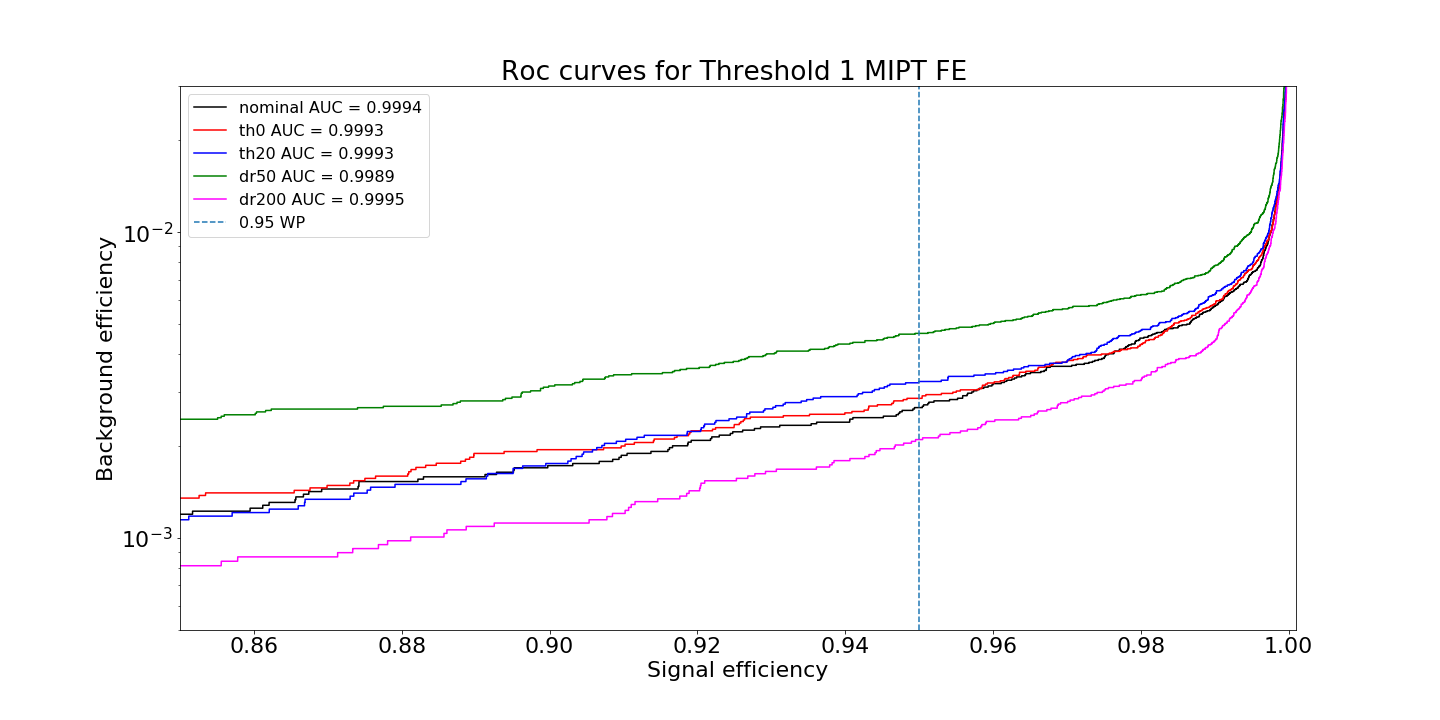 Roc curves for Threshold 1 MIPT FE
nominal AUC = 0.9994
th0 AUC = 0.9993
th20 AUC = 0.9993
dr50 AUC = 0.9989
dr200 AUC = 0.9995
0.95 WP
Background efficiency
10−2
10−3
0.86 0.88 0.90 0.92 0.94 0.96 0.98 1.00
Signal efficiency